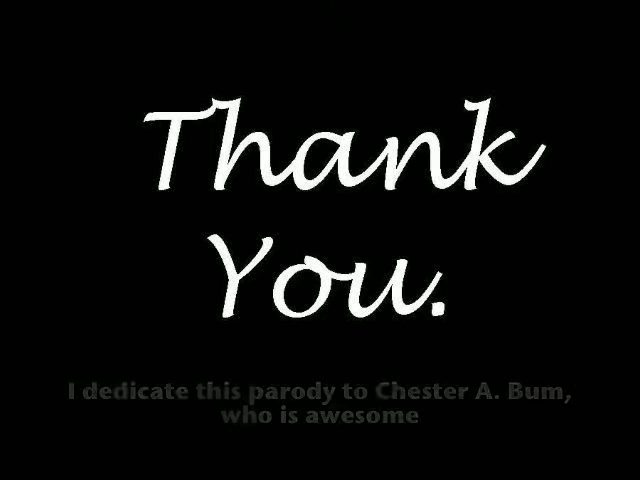 Thank
You.
I dedicate this parody to Chester A. Bum,
who is awesome